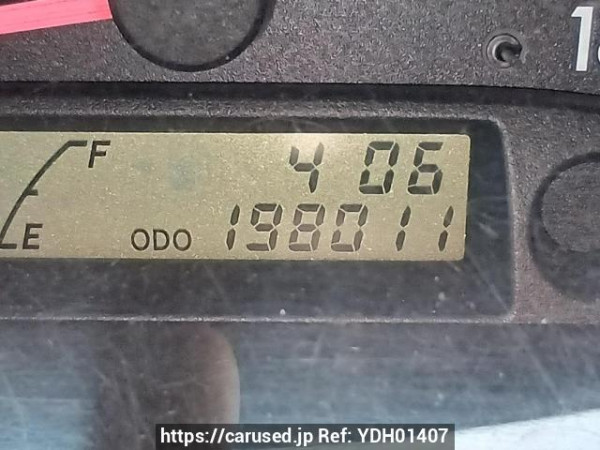 F 4 06
E ODO 198011
https://carused.jp Ref: YDH01407